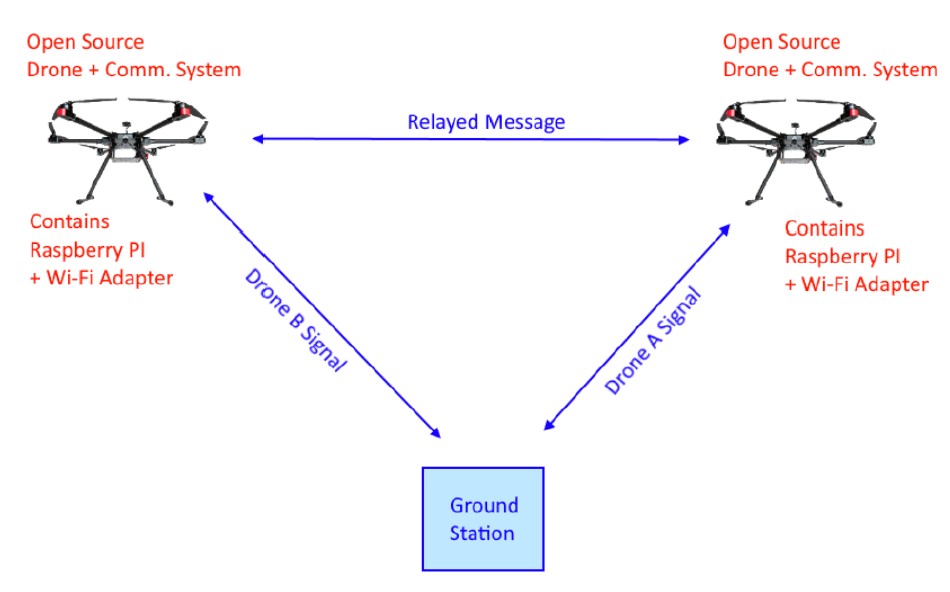 Open Source
Drone + Comm. System
Open Source
Drone + Comm. System
Relayed Message
Contains
Raspberry PI
+ Wi-Fi Adapter
Contains
Raspberry PI
+ Wi-Fi Adapter
Drone B Signal
Drone A Signal
Ground
Station